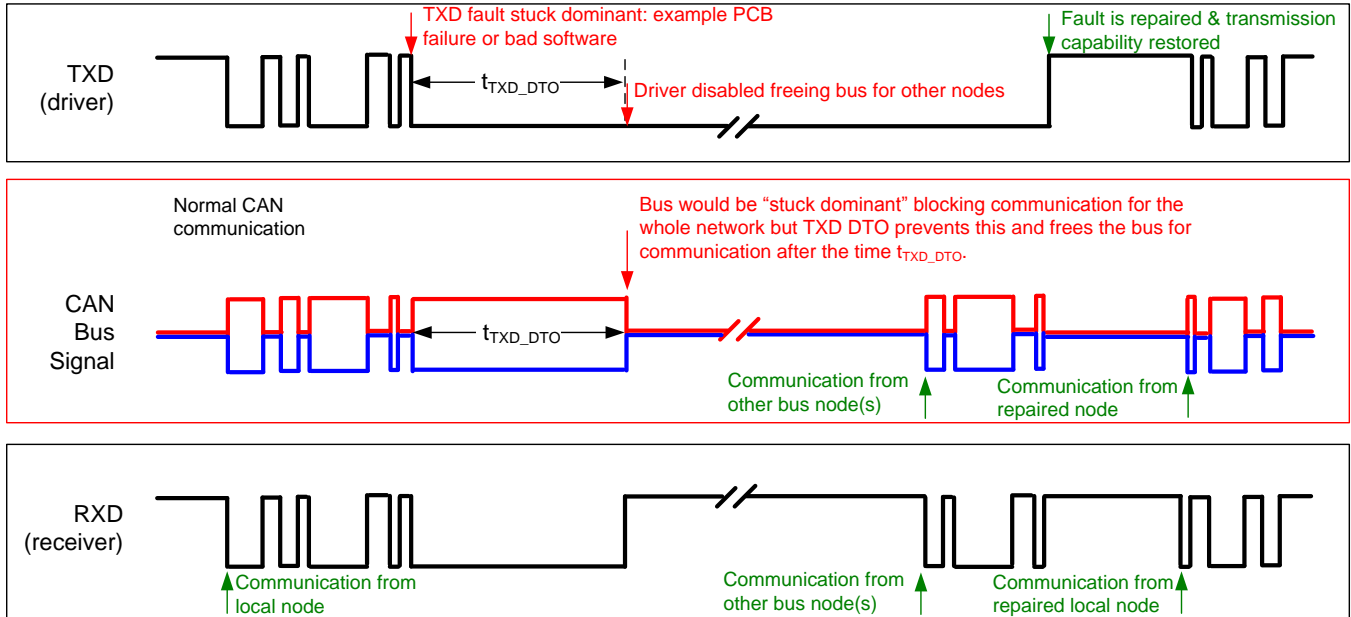 TXD fault stuck dominant: example PCB
failure or bad software
Fault is repaired & transmission
capability restored
TXD
(driver)
tTXD_DTO
Driver disabled freeing bus for other nodes
Normal CAN
communication
Bus would be “stuck dominant” blocking communication for the
whole network but TXD DTO prevents this and frees the bus for
communication after the time tTXD_DTO.
CAN
Bus
Signal
tTXD_DTO
Communication from
other bus node(s)
Communication from
repaired node
RXD
(receiver)
Communication from
local node
Communication from
other bus node(s)
Communication from
repaired local node